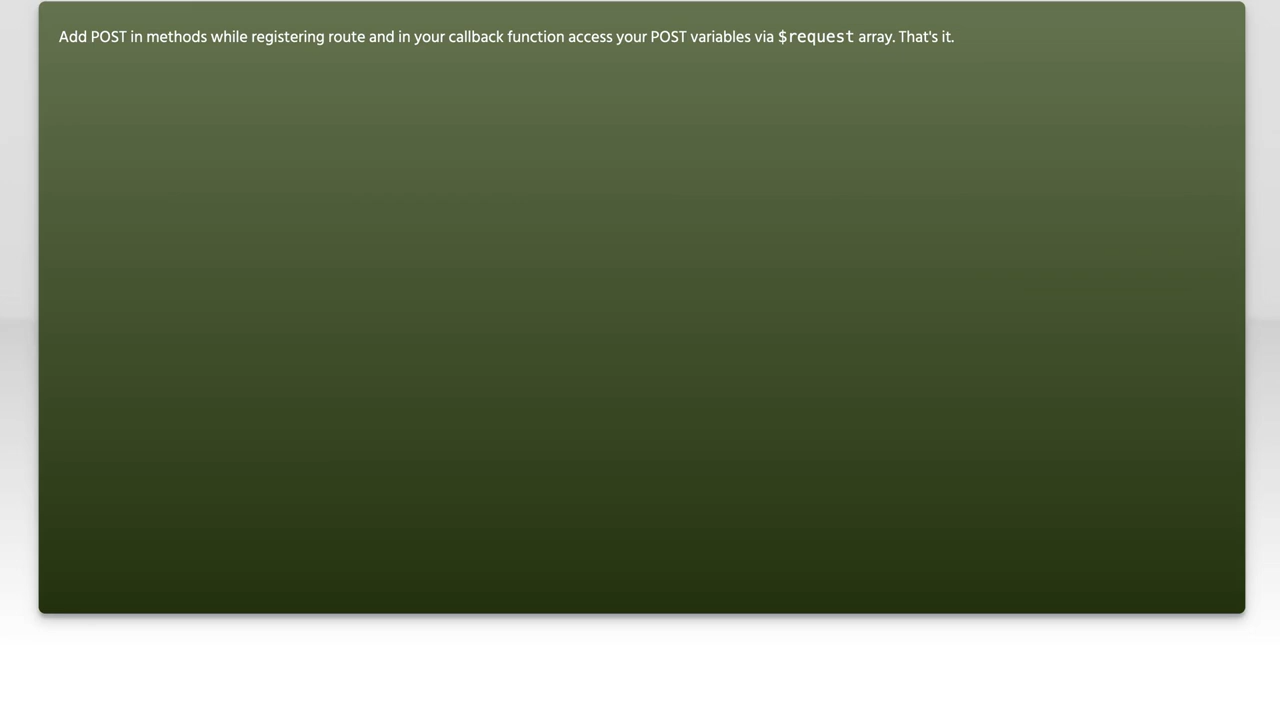 Add POST in methods while registering route and in your callback function access your POST variables via $request array. That's it.